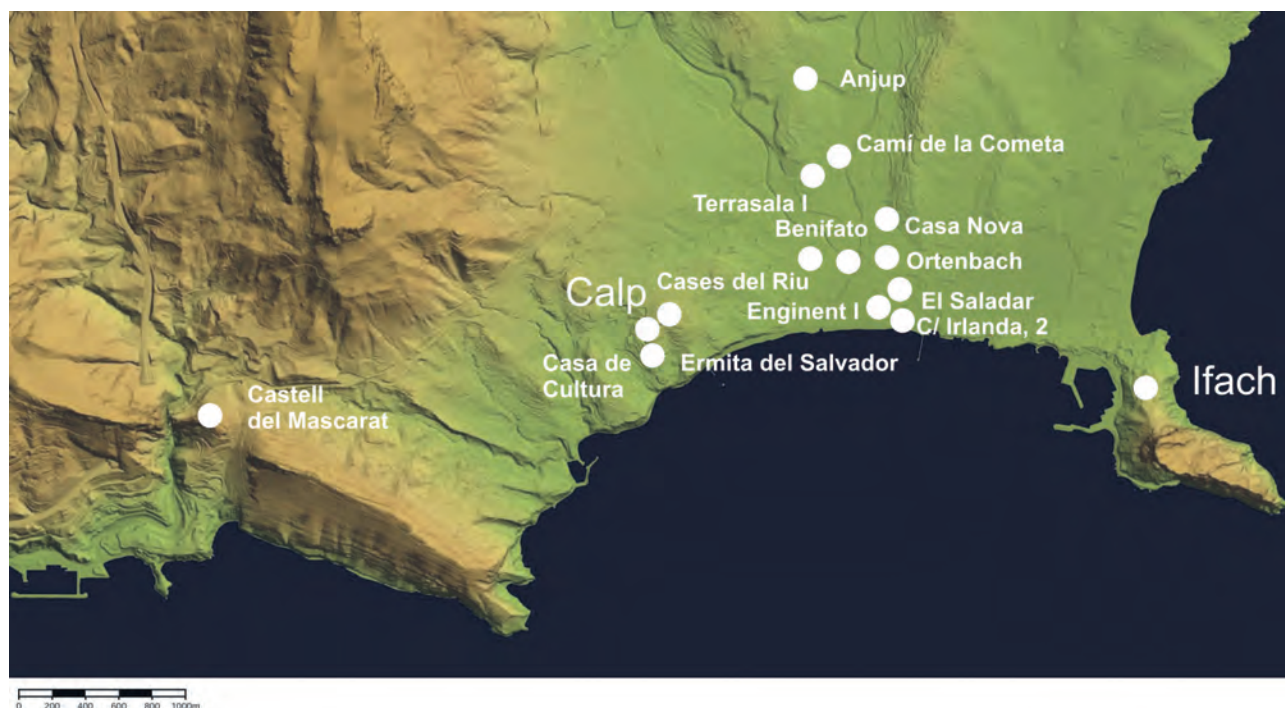 Anjup
Camí de la Cometa
Terrasala I
Benifato
Casa Nova
Ortenbach
Cases del Riu
Calp
Enginent I
El Saladar
C/ Irlanda, 2
Casa de
Cultura
Ermita del Salvador
Ifach
Castell
del Mascarat
0 200 400 600 800 1000m